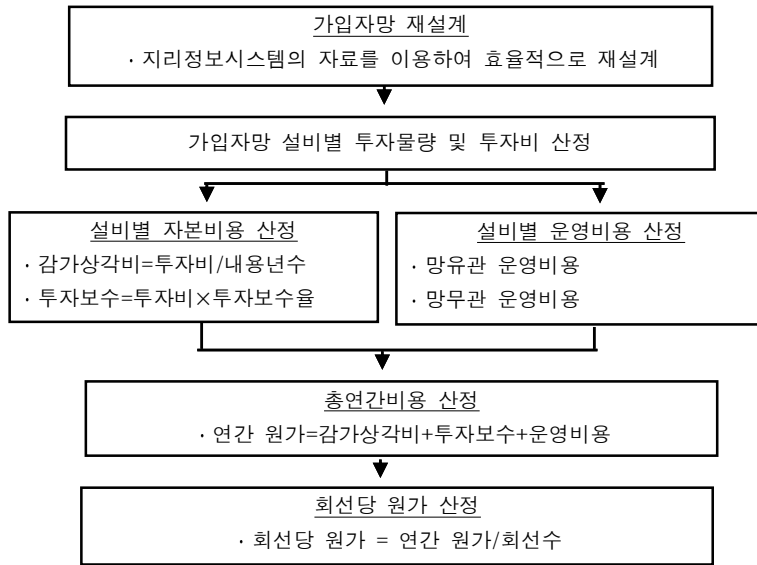 가입자망 재설계
· 지리정보시스템의 자료를 이용하여 효율적으로 재설계
가입자망 설비별 투자물량 및 투자비 산정
설비별 자본비용 산정
· 감가상각비=투자비/내용년수
· 투자보수=투자비×투자보수율
설비별 운영비용 산정
· 망유관 운영비용
· 망무관 운영비용
총연간비용 산정
· 연간 원가=감가상각비+투자보수+운영비용
회선당 원가 산정
· 회선당 원가 = 연간 원가/회선수